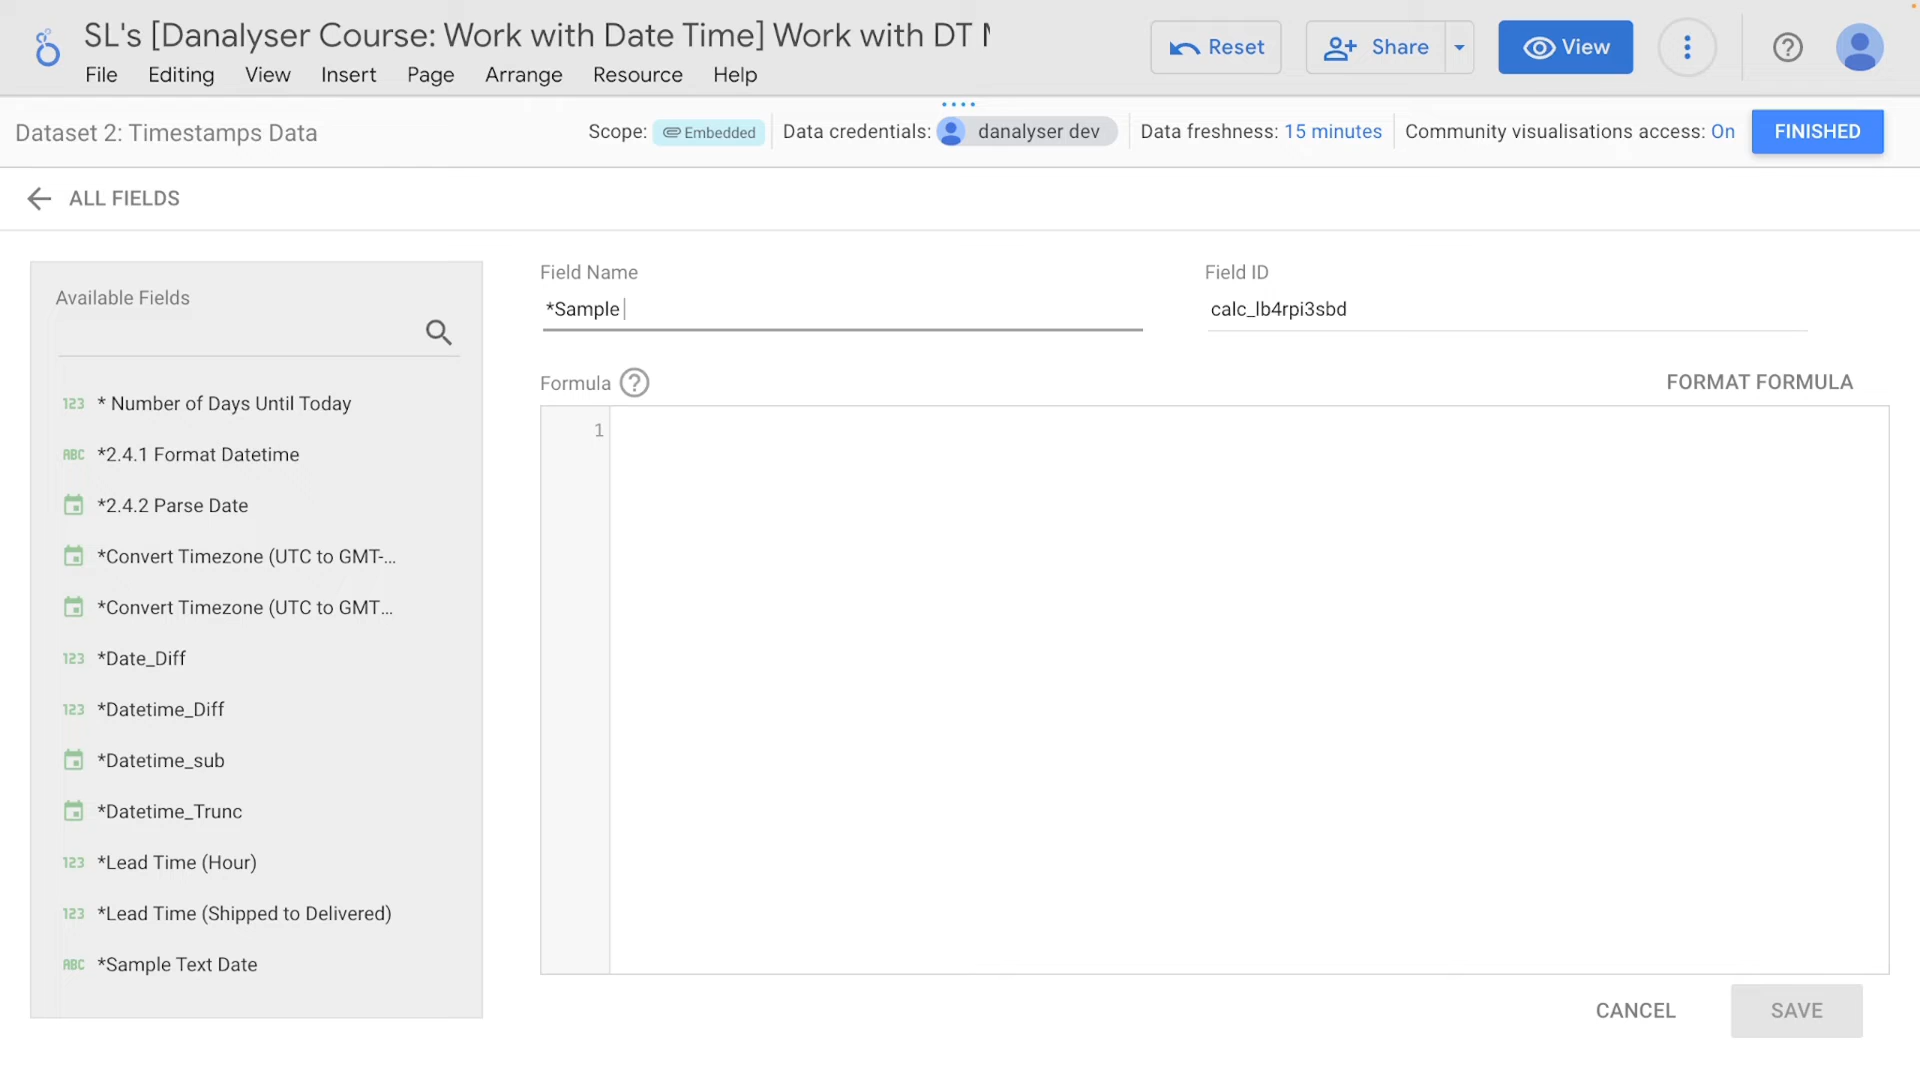 SL's [Danalyser Course: Work with Date Time] Work with DT
File Editing View Insert Page Arrange Resource Help
Reset
Share
View
Dataset 2: Timestamps Data
Scope: Embedded
Data credentials: danalyser dev
Data freshness: 15 minutes
Community visualisations access: On
FINISHED
ALL FIELDS
Available Fields
123 * Number of Days Until Today
ABC *2.4.1 Format Datetime
*2.4.2 Parse Date
*Convert Timezone (UTC to GMT-...
*Convert Timezone (UTC to GMT...
123 *Date_Diff
123 *Datetime_Diff
*Datetime_sub
*Datetime_Trunc
123 *Lead Time (Hour)
123 *Lead Time (Shipped to Delivered)
ABC *Sample Text Date
Field Name
*Sample
Field ID
calc_lb4rpi3sbd
Formula ?
FORMAT FORMULA
1
CANCEL
SAVE